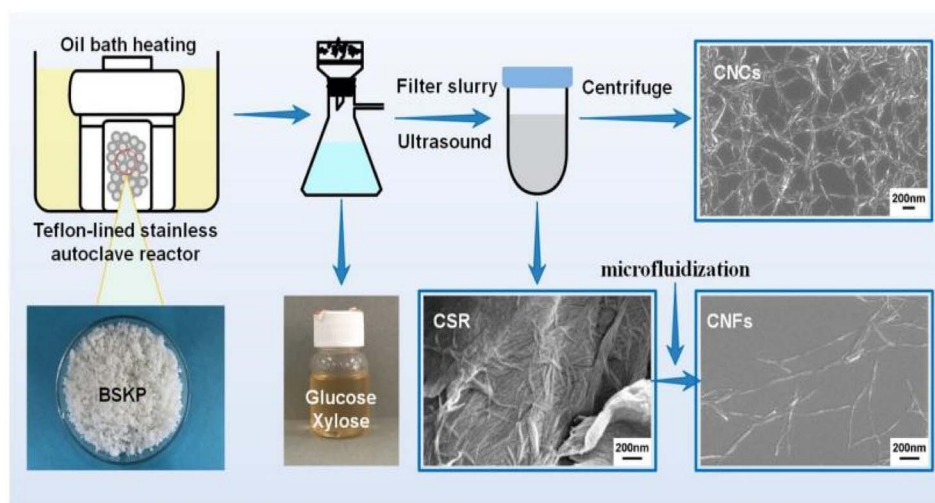 Oil bath heating
Teflon-lined stainless
autoclave reactor
BSKP
Filter slurry
Ultrasound
Glucose
Xylose
Centrifuge
CNCs
200nm
microfluidization
CSR
200nm
CNFs
200nm